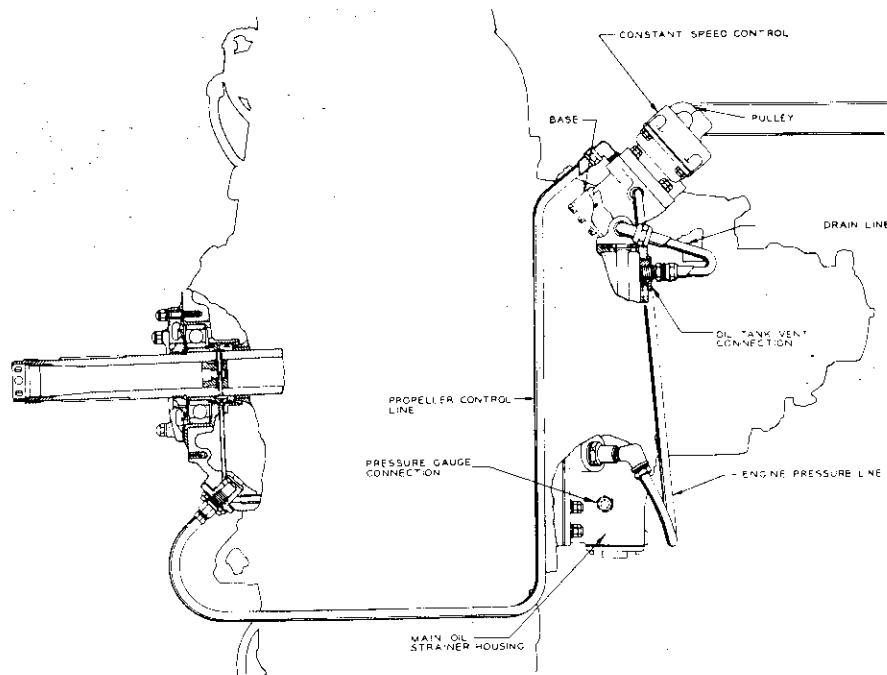 CONSTANT SPEED CONTROL
PULLEY
BASE
DRAIN LINE
OIL TANK VENT
CONNECTION
PROPELLER CONTROL
LINE
PRESSURE GAUGE
CONNECTION
ENGINE PRESSURE LINE
MAIN OIL
STRAINER HOUSING